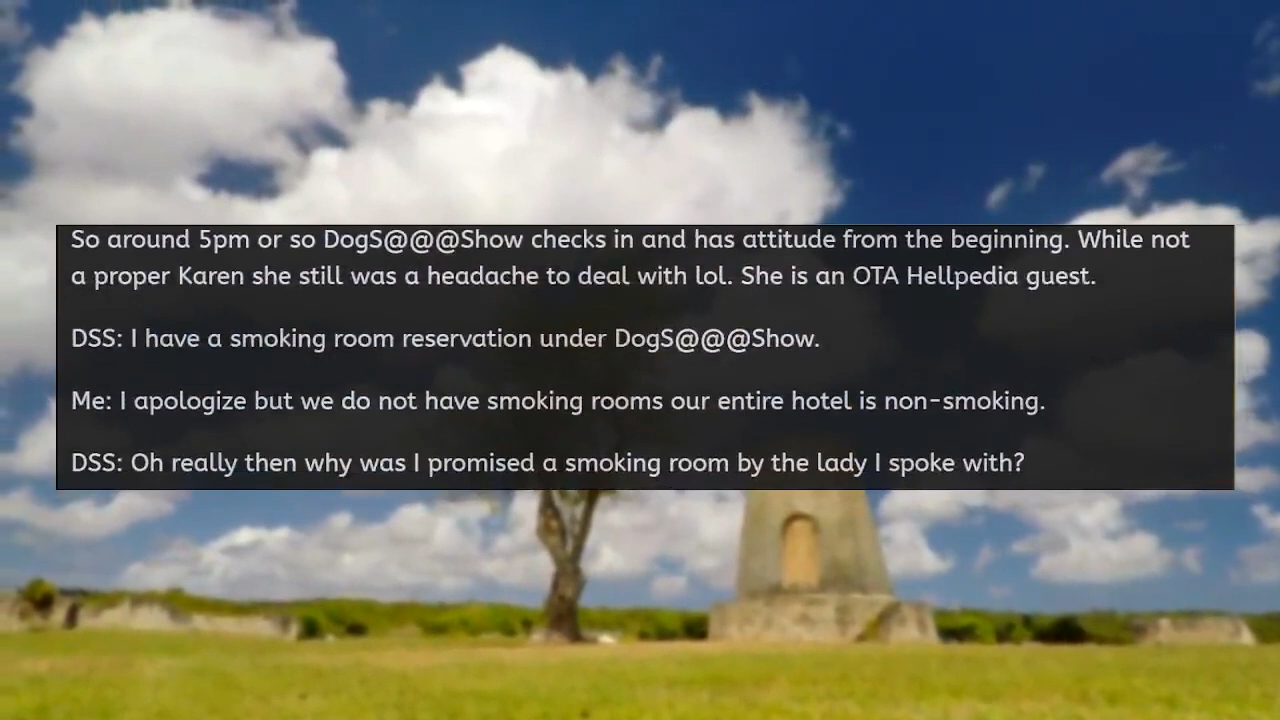 So around 5pm or so DogS@@@Show checks in and has attitude from the beginning. While not
a proper Karen she still was a headache to deal with lol. She is an OTA Hellpedia guest.
DSS: I have a smoking room reservation under DogS@@@Show.
Me: I apologize but we do not have smoking rooms our entire hotel is non-smoking.
DSS: Oh really then why was I promised a smoking room by the lady I spoke with?